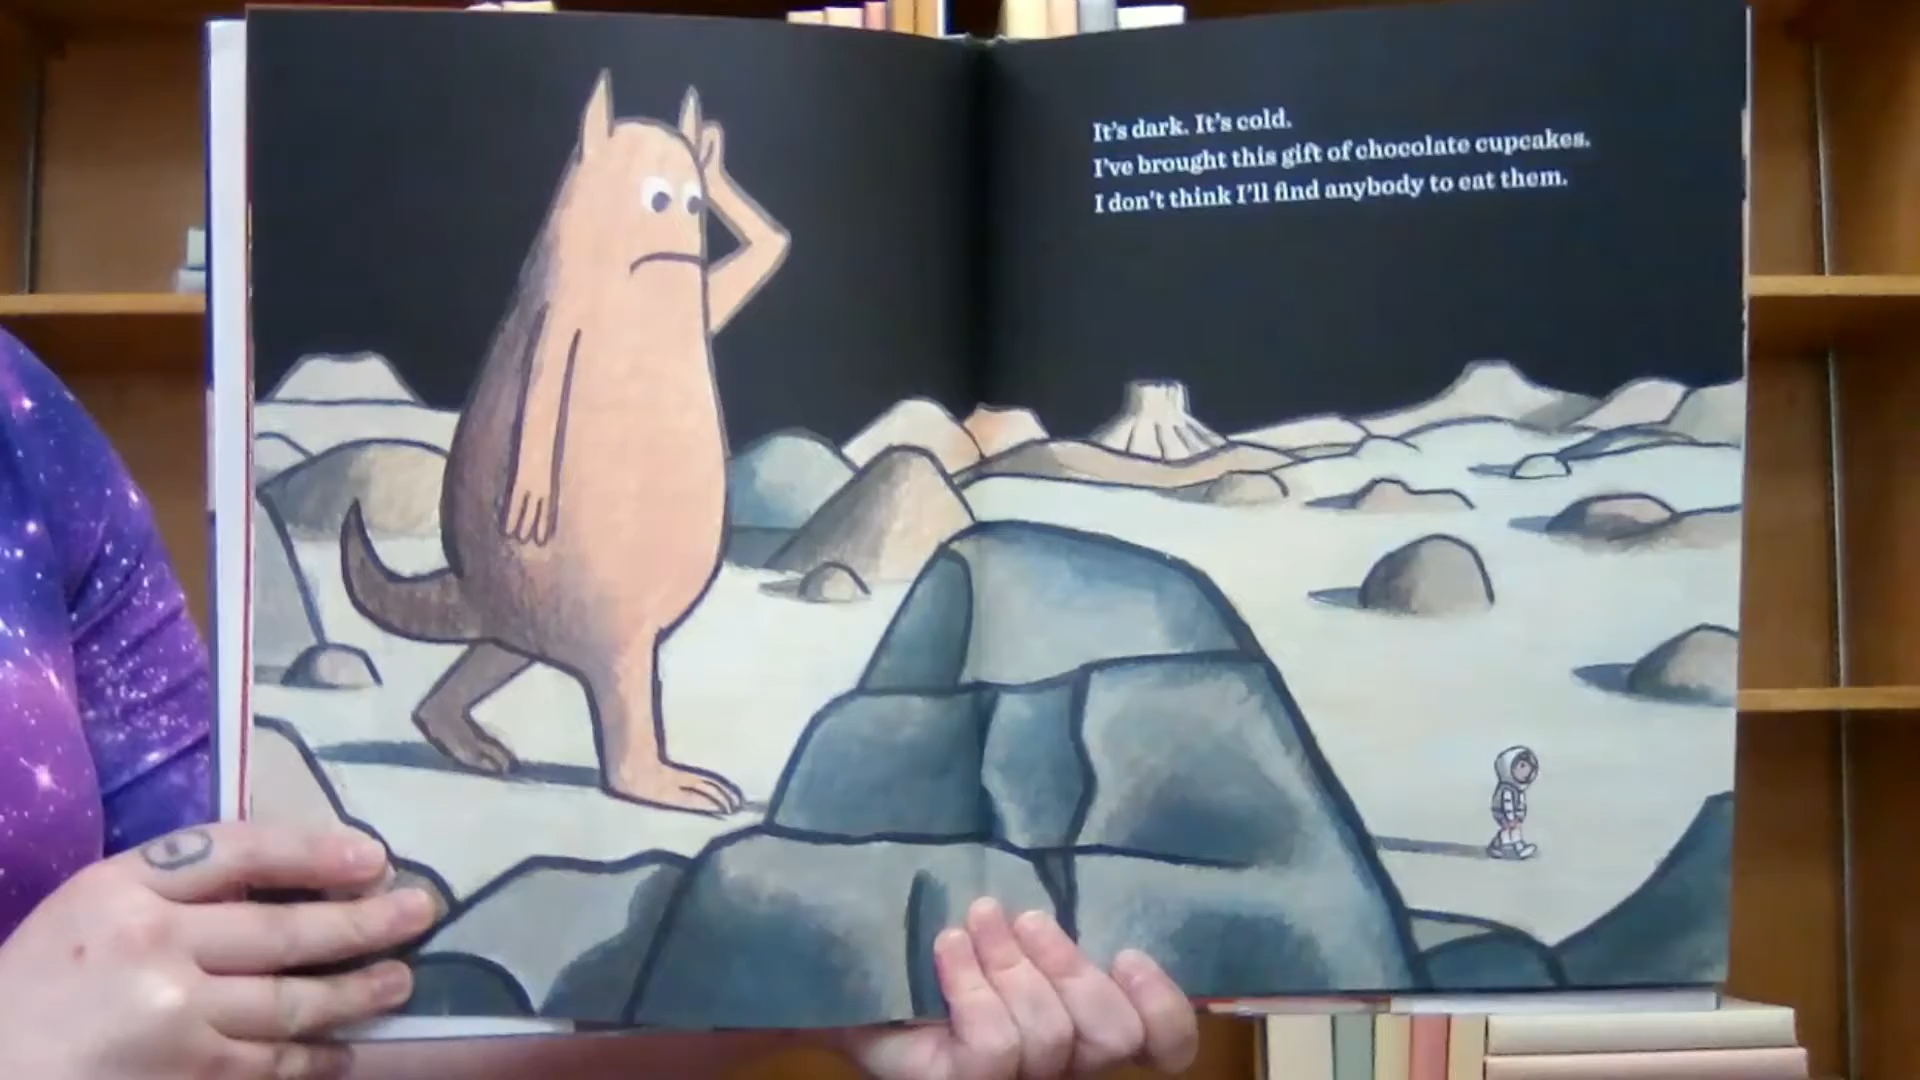 It's dark. It's cold.
I've brought this gift of chocolate cupcakes.
I don't think I'll find anybody to eat them.